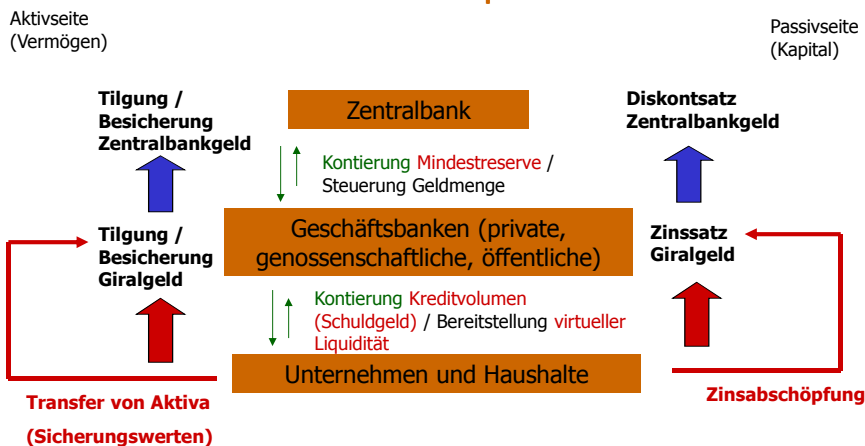 Aktivseite
(Vermögen)
Passivseite
(Kapital)
Tilgung /
Besicherung
Zentralbankgeld
Zentralbank
Diskontsatz
Zentralbankgeld
Kontierung Mindestreserve /
Steuerung Geldmenge
Tilgung /
Besicherung
Giralgeld
Geschäftsbanken (private,
genossenschaftliche, öffentliche)
Zinssatz
Giralgeld
Kontierung Kreditvolumen
(Schuldgeld) / Bereitstellung virtueller
Liquidität
Unternehmen und Haushalte
Transfer von Aktiva
(Sicherungswerten)
Zinsabschöpfung